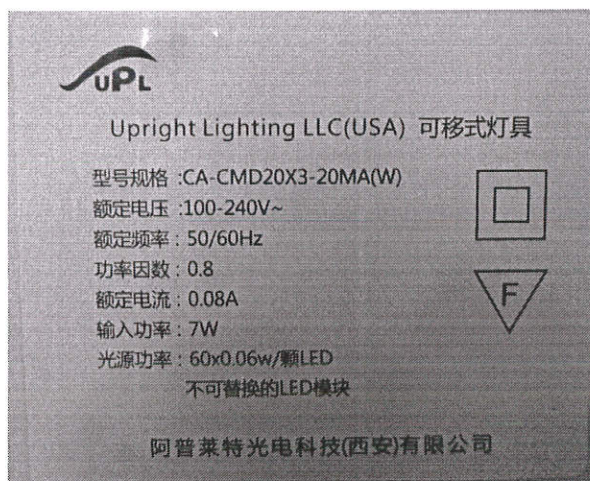 UPL
Upright Lighting LLC(USA) 可移式灯具
型号规格 :CA-CMD20X3-20MA(W)
额定电压 :100-240V~
额定频率 : 50/60Hz
功率因数 : 0.8
额定电流 : 0.08A
输入功率 : 7W
光源功率 : 60x0.06w/顆LED
不可替换的LED模块
F
阿普莱特光电科技(西安)有限公司